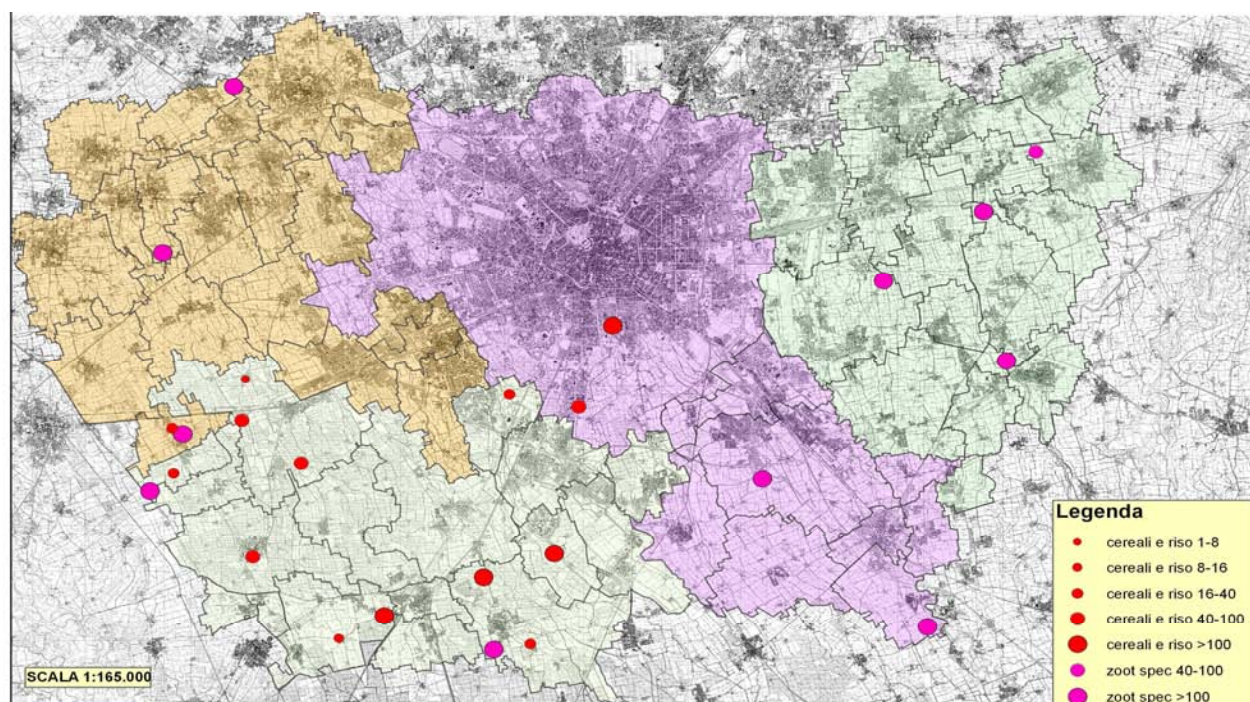 Legenda
cereali e riso 1-8
cereali e riso 8-16
cereali e riso 16-40
cereali e riso 40-100
cereali e riso >100
zoot spec 40-100
zoot spec >100
SCALA 1:165.000